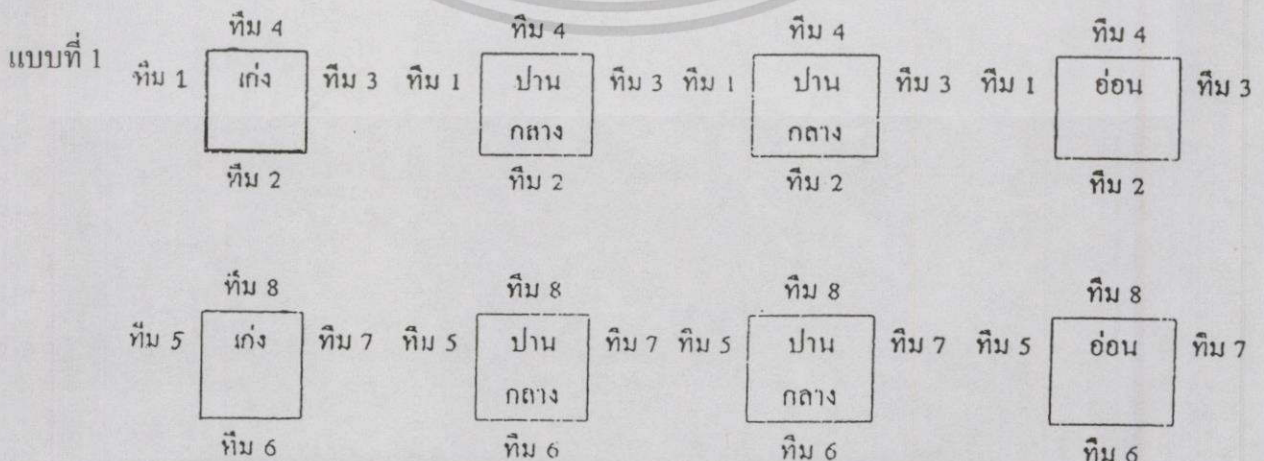 ทีม 4 ทีม 4 ทีม 4 ทีม 4
แบบที่ 1 ทีม 1 เก่ง ทีม 3 ทีม 1 ปาน ทีม 3 ทีม 1 ปาน ทีม 3 ทีม 1 อ่อน ทีม 3
กลาง กลาง
ทีม 2 ทีม 2 ทีม 2 ทีม 2
ทีม 8 ทีม 8 ทีม 8 ทีม 8
ทีม 5 เก่ง ทีม 7 ทีม 5 ปาน ทีม 7 ทีม 5 ปาน ทีม 7 ทีม 5 อ่อน ทีม 7
กลาง กลาง
ทีม 6 ทีม 6 ทีม 6 ทีม 6